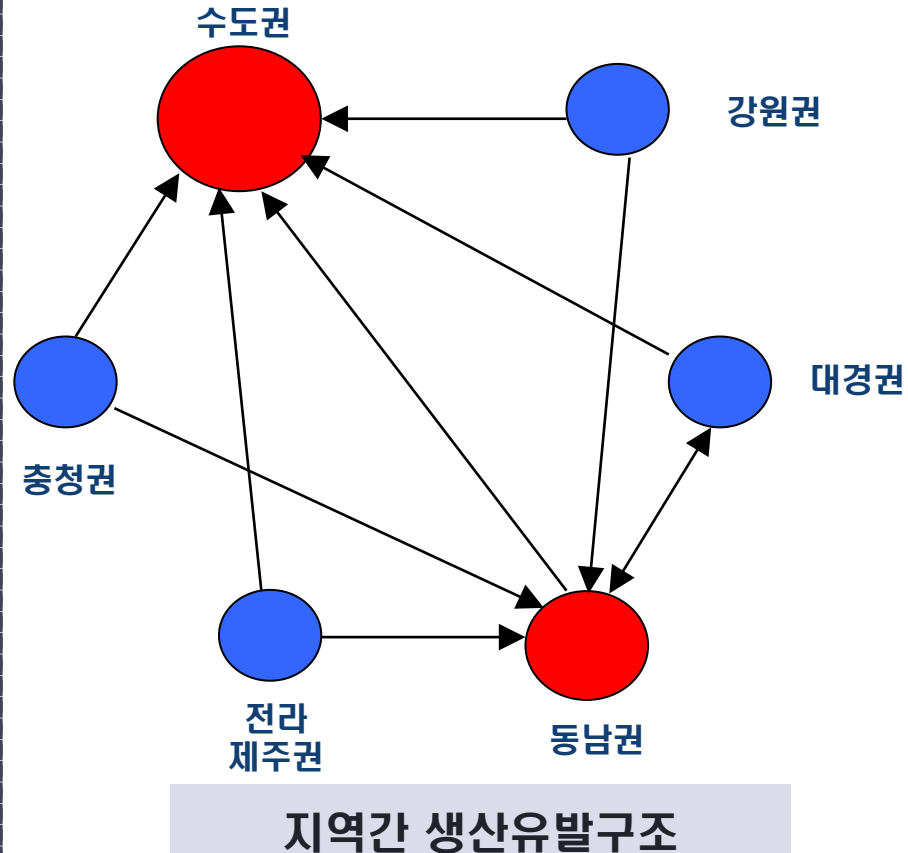 수도권
강원권
대경권
충청권
전라
제주권
동남권
지역간 생산유발구조